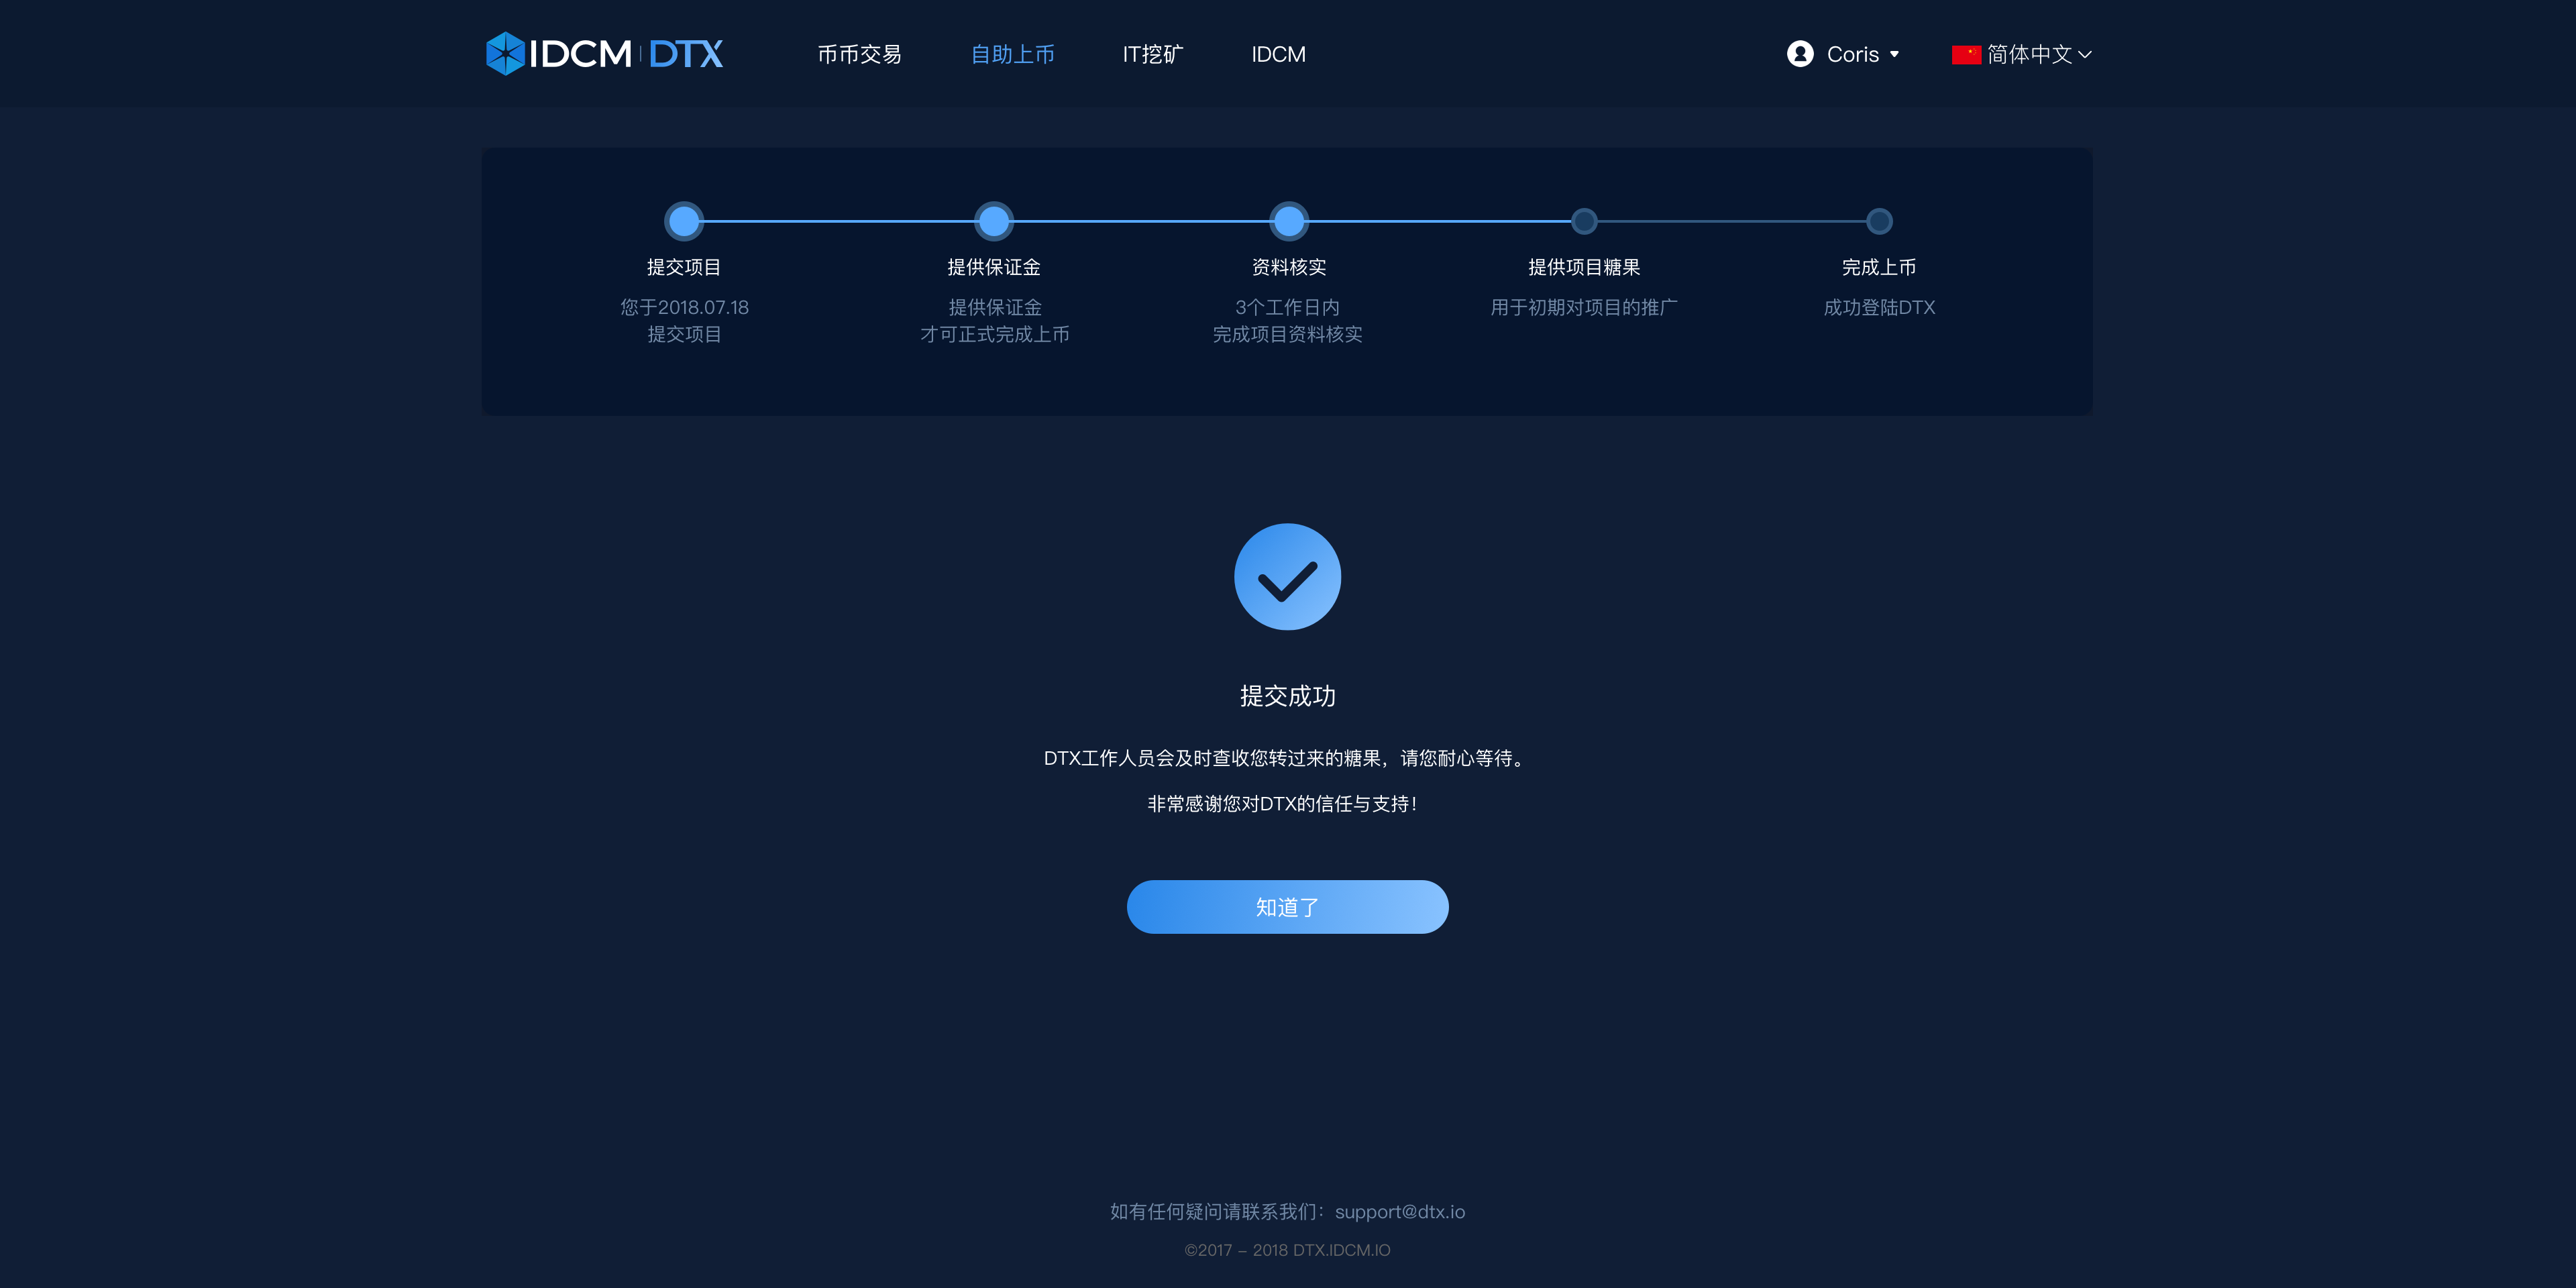 IDCM | DTX
币币交易
自助上币
IT挖矿
IDCM
Coris
简体中文
提交项目
您于2018.07.18
提交项目
提供保证金
提供保证金
才可正式完成上币
资料核实
3个工作日内
完成项目资料核实
提供项目糖果
用于初期对项目的推广
完成上币
成功登陆DTX
提交成功
DTX工作人员会及时查收您转过来的糖果，请您耐心等待。
非常感谢您对DTX的信任与支持！
知道了
如有任何疑问请联系我们：support@dtx.io
©2017 – 2018 DTX.IDCM.IO